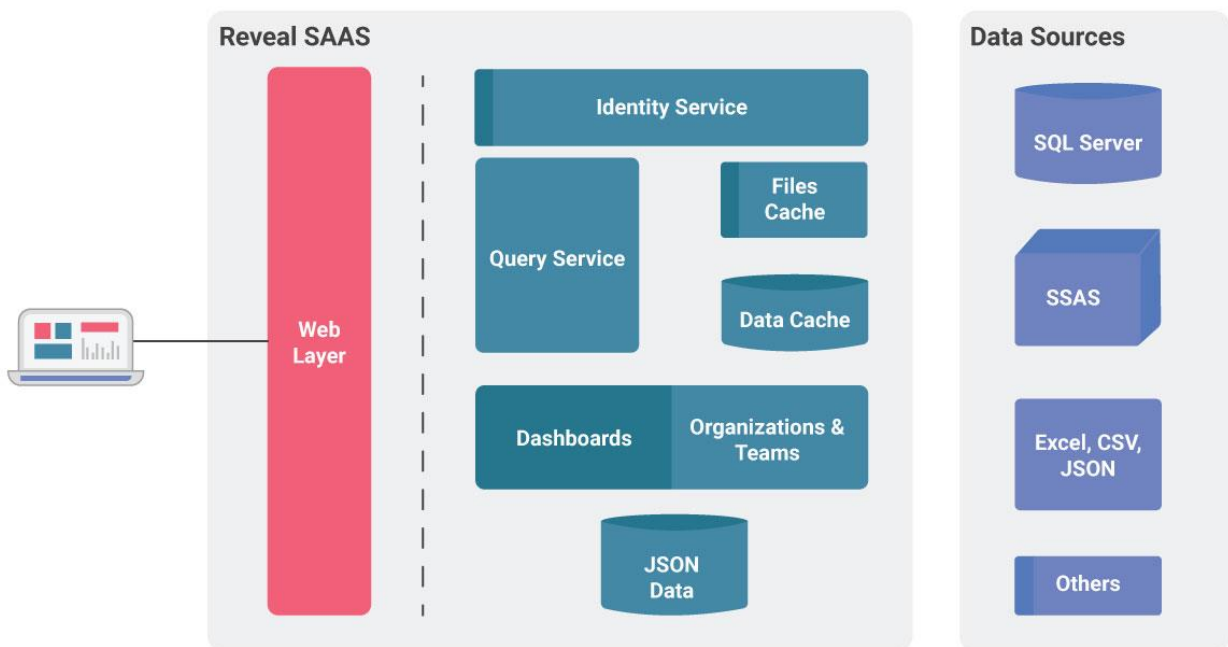 Reveal SAAS
Web
Layer
Identity Service
Query Service
Files
Cache
Data Cache
Dashboards
Organizations &
Teams
JSON
Data
Data Sources
SQL Server
SSAS
Excel, CSV,
JSON
Others